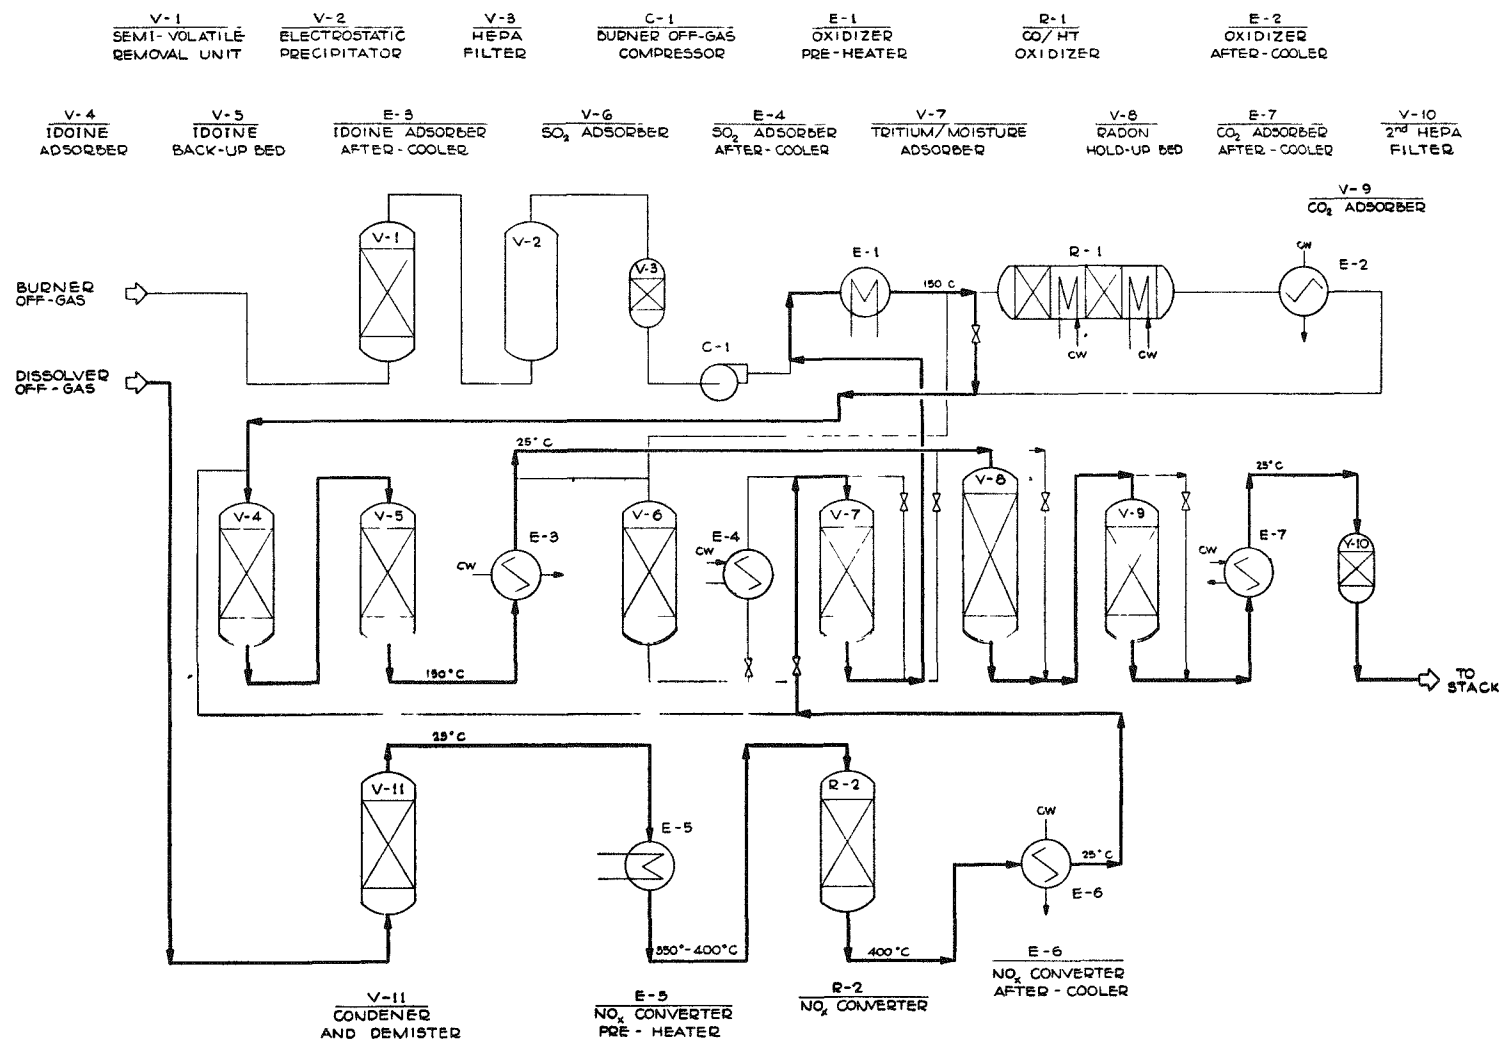 V-1
SEMI-VOLATILE
REMOVAL UNIT
V-2
ELECTROSTATIC
PRECIPITATOR
V-3
HEPA
FILTER
C-1
BURNER OFF-GAS
COMPRESSOR
E-1
OXIDIZER
PRE-HEATER
R-1
CO/HT
OXIDIZER
E-2
OXIDIZER
AFTER-COOLER
V-4
IDOINE
ADSORBER
V-5
IDOINE
BACK-UP BED
E-3
IDOINE ADSORBER
AFTER-COOLER
V-6
SO₂ ADSORBER
E-4
SO₂ ADSORBER
AFTER-COOLER
V-7
TRITIUM/MOISTURE
ADSORBER
V-8
RADON
HOLD-UP BED
E-7
CO₂ ADSORBER
AFTER-COOLER
V-10
2nd HEPA
FILTER
V-9
CO₂ ADSORBER
V-1
V-2
V-3
E-1
R-1
CW
E-2
BURNER
OFF-GAS
150 C
C-1
CW
CW
DISSOLVER
OFF-GAS
25°C
25°C
V-4
V-5
E-3
CW
V-6
E-4
CW
V-7
V-8
V-9
E-7
CW
V-10
150°C
TO
STACK
25°C
V-11
E-5
R-2
CW
25°C
E-6
350°-400°C
400°C
V-11
CONDENER
AND DEMISTER
E-5
NOx CONVERTER
PRE-HEATER
R-2
NOx CONVERTER
E-6
NOx CONVERTER
AFTER-COOLER